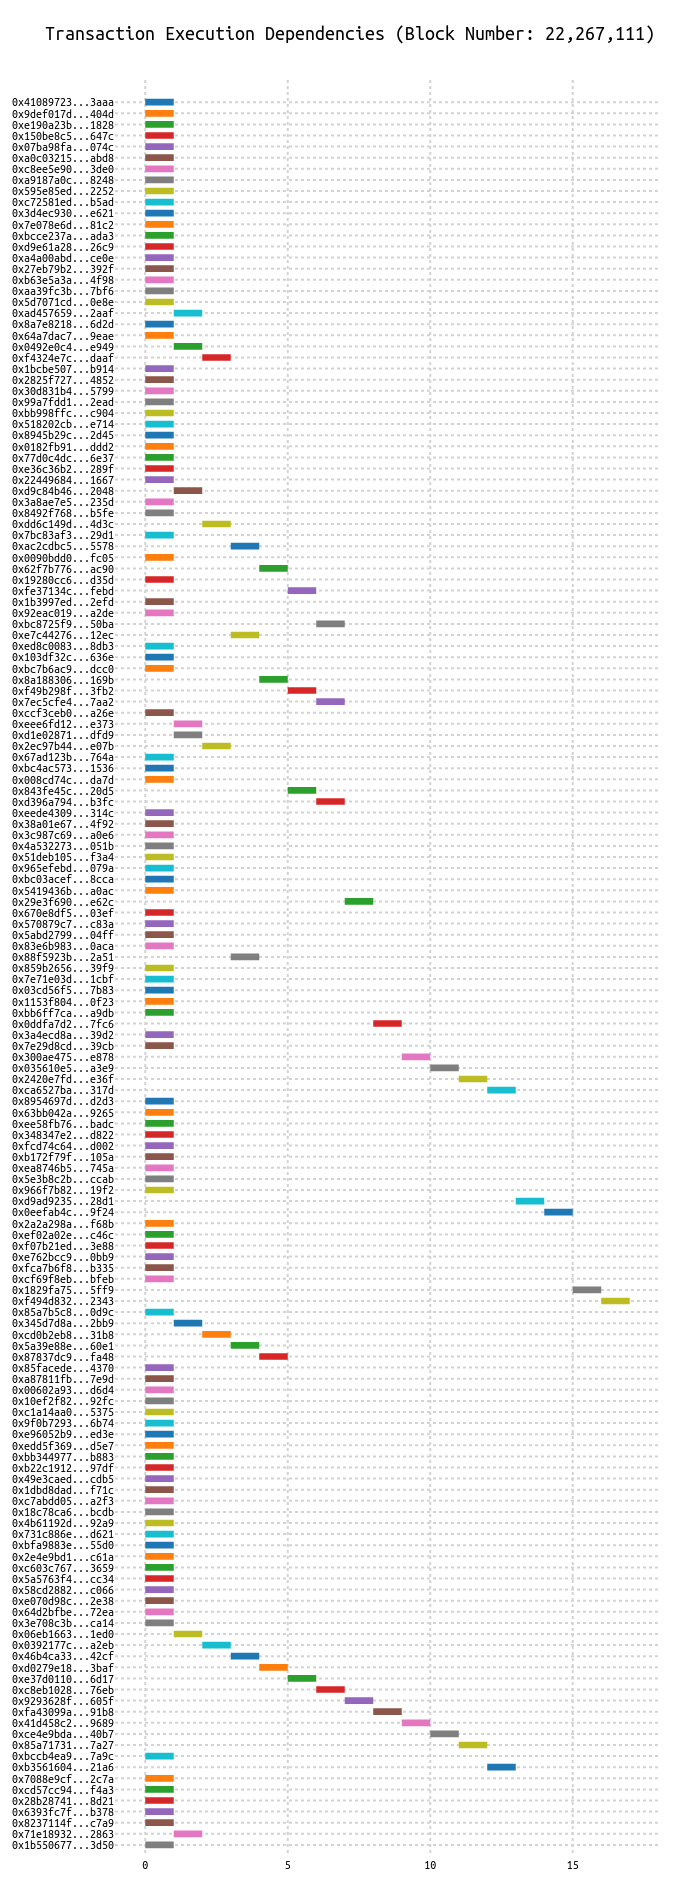 Transaction Execution Dependencies (Block Number: 22,267,111)
0x41089723...3aaa
0x9def017d...404d
0xe190a23b...1828
0x150be8c5...647c
0x07ba98fa...074c
0xa0c03215...abd8
0xc8ee5e90...3de0
0xa9187a0c...8248
0x595e85ed...2252
0xc72581ed...b5ad
0x3d4ec930...e621
0x7e078e6d...81c2
0xbcce237a...ada3
0xd9e61a28...26c9
0xa4a00abd...ce0e
0x27eb79b2...392f
0xb63e5a3a...4f98
0xaa39fc3b...7bf6
0x5d7071cd...0e8e
0xad457659...2aaf
0x8a7e8218...6d2d
0x64a7dac7...9eae
0x0492e0c4...e949
0xf4324e7c...daaf
0x1bcbe507...b914
0x2825f727...4852
0x30d831b4...5799
0x99a7fdd1...2ead
0xbb998ffc...c904
0x518202cb...e714
0x8945b29c...2d45
0x0182fb91...ddd2
0x77d0c4dc...6e37
0xe36c36b2...289f
0x22449684...1667
0xd9c84b46...2048
0x3a8ae7e5...235d
0x8492f768...b5fe
0xdd6c149d...4d3c
0x7bc83af3...29d1
0xac2cdbc5...5578
0x0090bdd0...fc05
0x62f7b776...ac90
0x19280cc6...d35d
0xfe37134c...febd
0x1b3997ed...2efd
0x92eac019...a2de
0xbc8725f9...50ba
0xe7c44276...12ec
0xed8c0083...8db3
0x103df32c...636e
0xbc7b6ac9...dcc0
0x8a188306...169b
0xf49b298f...3fb2
0x7ec5cfe4...7aa2
0xccf3ceb0...a26e
0xeee6fd12...e373
0xd1e02871...dfd9
0x2ec97b44...e07b
0x67ad123b...764a
0xbc4ac573...1536
0x008cd74c...da7d
0x843fe45c...20d5
0xd396a794...b3fc
0xeede4309...314c
0x38a01e67...4f92
0x3c987c69...a0e6
0x4a532273...051b
0x51deb105...f3a4
0x965efebd...079a
0xbc03acef...8cca
0x5419436b...a0ac
0x29e3f690...e62c
0x670e8df5...03ef
0x570879c7...c83a
0x5abd2799...04ff
0x83e6b983...0aca
0x88f5923b...2a51
0x859b2656...39f9
0x7e71e03d...1cbf
0x03cd56f5...7b83
0x1153f804...0f23
0xbb6ff7ca...a9db
0x0ddfa7d2...7fc6
0x3a4ecd8a...39d2
0x7e29d8cd...39cb
0x300ae475...e878
0x035610e5...a3e9
0x2420e7fd...e36f
0xca6527ba...317d
0x8954697d...d2d3
0x63bb042a...9265
0xee58fb76...badc
0x348347e2...d822
0xfcd74c64...d002
0xb172f79f...105a
0xea8746b5...745a
0x5e3b8c2b...ccab
0x966f7b82...19f2
0xd9ad9235...28d1
0x0eefab4c...9f24
0x2a2a298a...f68b
0xef02a02e...c46c
0xf07b21ed...3e88
0xe762bcc9...0bb9
0xfca7b6f8...b335
0xcf69f8eb...bfeb
0x1829fa75...5ff9
0xf494d832...2343
0x85a7b5c8...0d9c
0x345d7d8a...2bb9
0xcd0b2eb8...31b8
0x5a39e88e...60e1
0x87837dc9...fa48
0x85facede...4370
0xa87811fb...7e9d
0x00602a93...d6d4
0x10ef2f82...92fc
0xc1a14aa0...5375
0x9f0b7293...6b74
0xe96052b9...ed3e
0xedd5f369...d5e7
0xbb344977...b883
0xb22c1912...97df
0x49e3caed...cdb5
0x1dbd8dad...f71c
0xc7abdd05...a2f3
0x18c78ca6...bcdb
0x4b61192d...92a9
0x731c886e...d621
0xbfa9883e...55d0
0x2e4e9bd1...c61a
0xc603c767...3659
0x5a5763f4...cc34
0x58cd2882...c066
0xe070d98c...2e38
0x64d2bfbe...72ea
0x3e708c3b...ca14
0x06eb1663...1ed0
0x0392177c...a2eb
0x46b4ca33...42cf
0xd0279e18...3baf
0xe37d0110...6d17
0xc8eb1028...76eb
0x9293628f...605f
0xfa43099a...91b8
0x41d458c2...9689
0xce4e9bda...40b7
0x85a71731...7a27
0xbccb4ea9...7a9c
0xb3561604...21a6
0x7088e9cf...2c7a
0xcd57cc94...f4a3
0x28b28741...8d21
0x6393fc7f...b378
0x8237114f...c7a9
0x71e18932...2863
0x1b550677...3d50
0 5 10 15